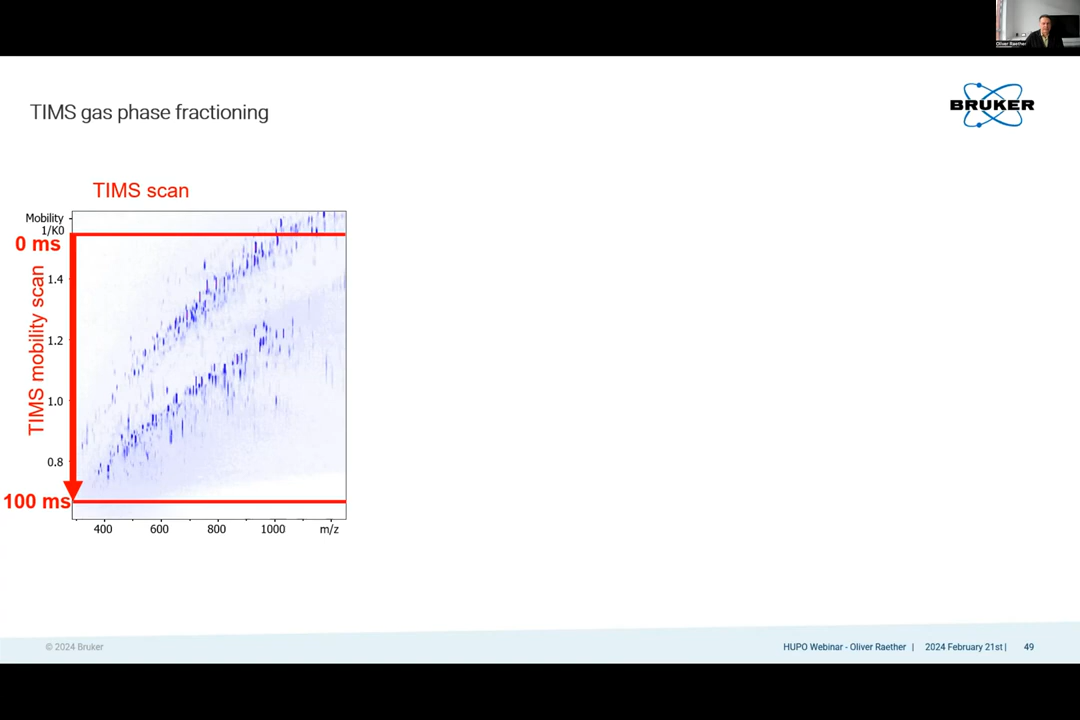 Oliver Raether
TIMS gas phase fractioning
BRUKER
TIMS scan
Mobility
1/K0
0 ms
TIMS mobility scan
1.4
1.2
1.0
0.8
100 ms
400 600 800 1000 m/z
© 2024 Bruker
HUPO Webinar - Oliver Raether | 2024 February 21st | 49